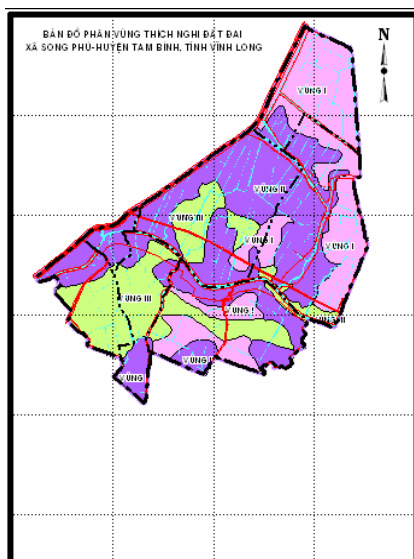 BẢN ĐỒ PHÂN VÙNG THÍCH NGHI ĐẤT ĐAI
XÃ SONG PHÚ-HUYỆN TAM BÌNH, TỈNH VĨNH LONG
N
VÙNG I
VÙNG II
VÙNG III
VÙNG I
VÙNG I
VÙNG III
VÙNG I
VÙNG
VÙNG